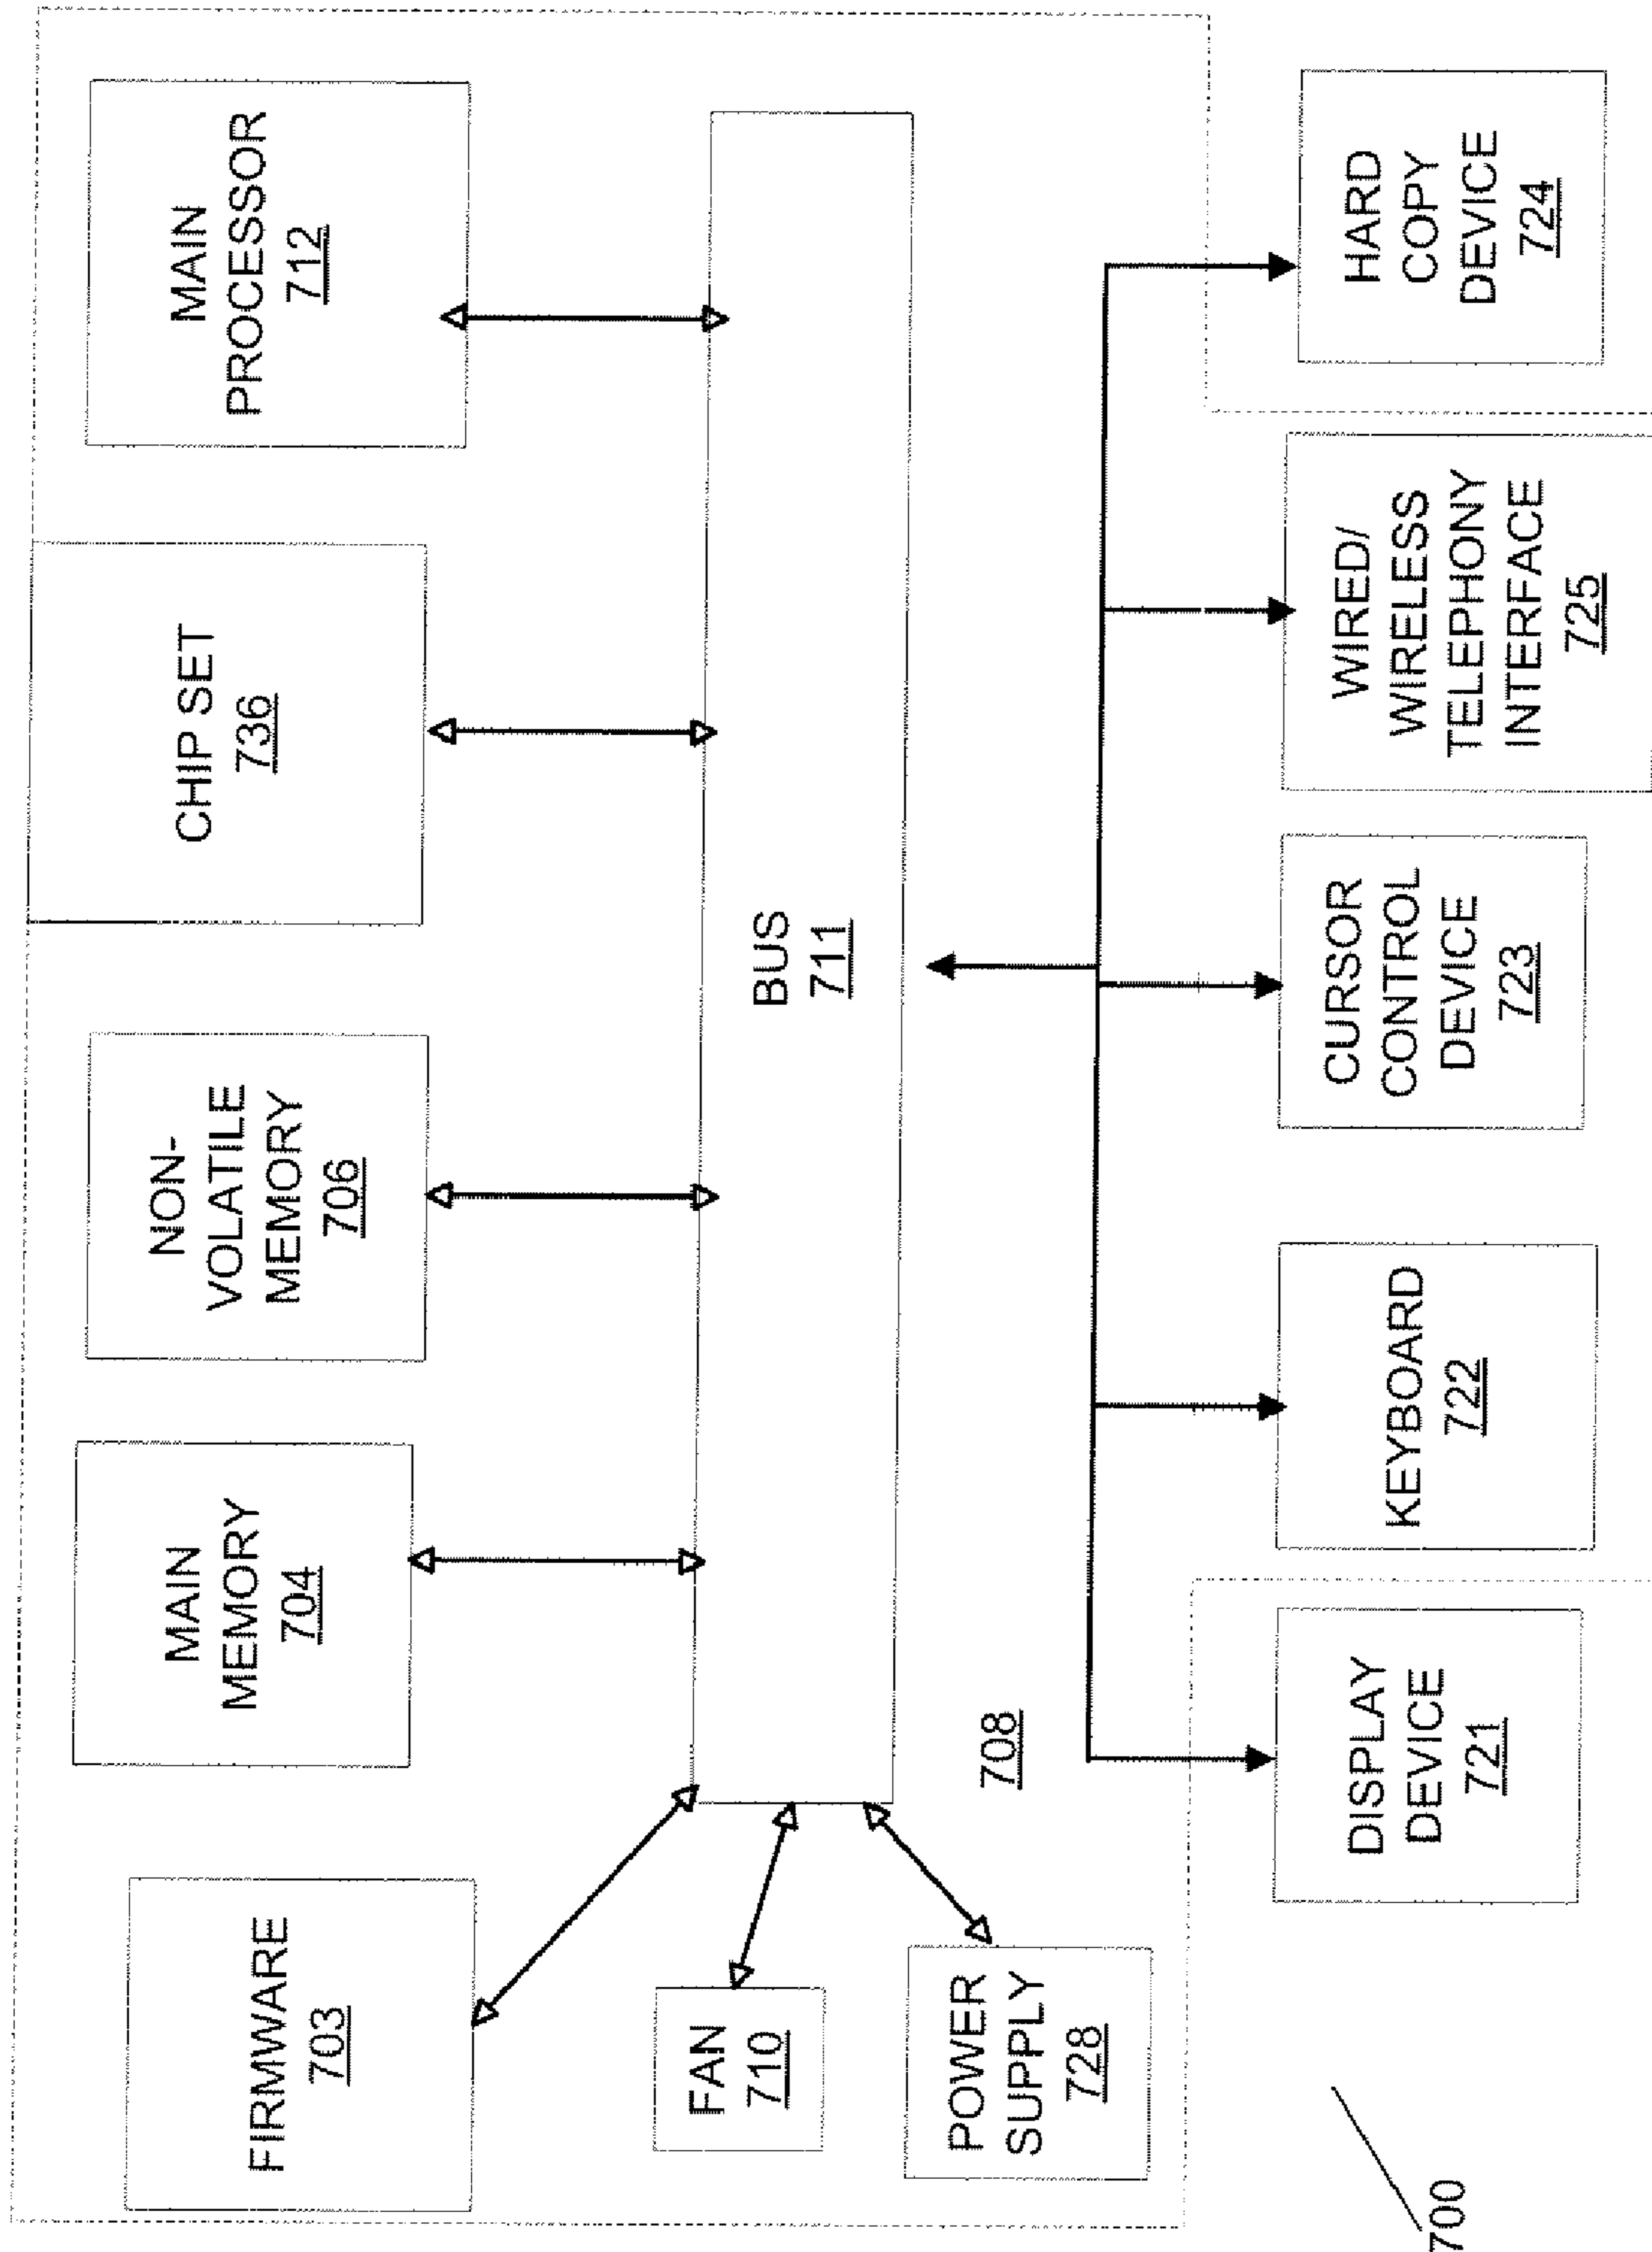 FIRMWARE
703
MAIN
MEMORY
704
NON-
VOLATILE
MEMORY
706
CHIP SET
736
MAIN
PROCESSOR
712
FAN
710
BUS
711
POWER
SUPPLY
728
708
DISPLAY
DEVICE
721
KEYBOARD
722
CURSOR
CONTROL
DEVICE
723
WIRED/
WIRELESS
TELEPHONY
INTERFACE
725
HARD
COPY
DEVICE
724
700